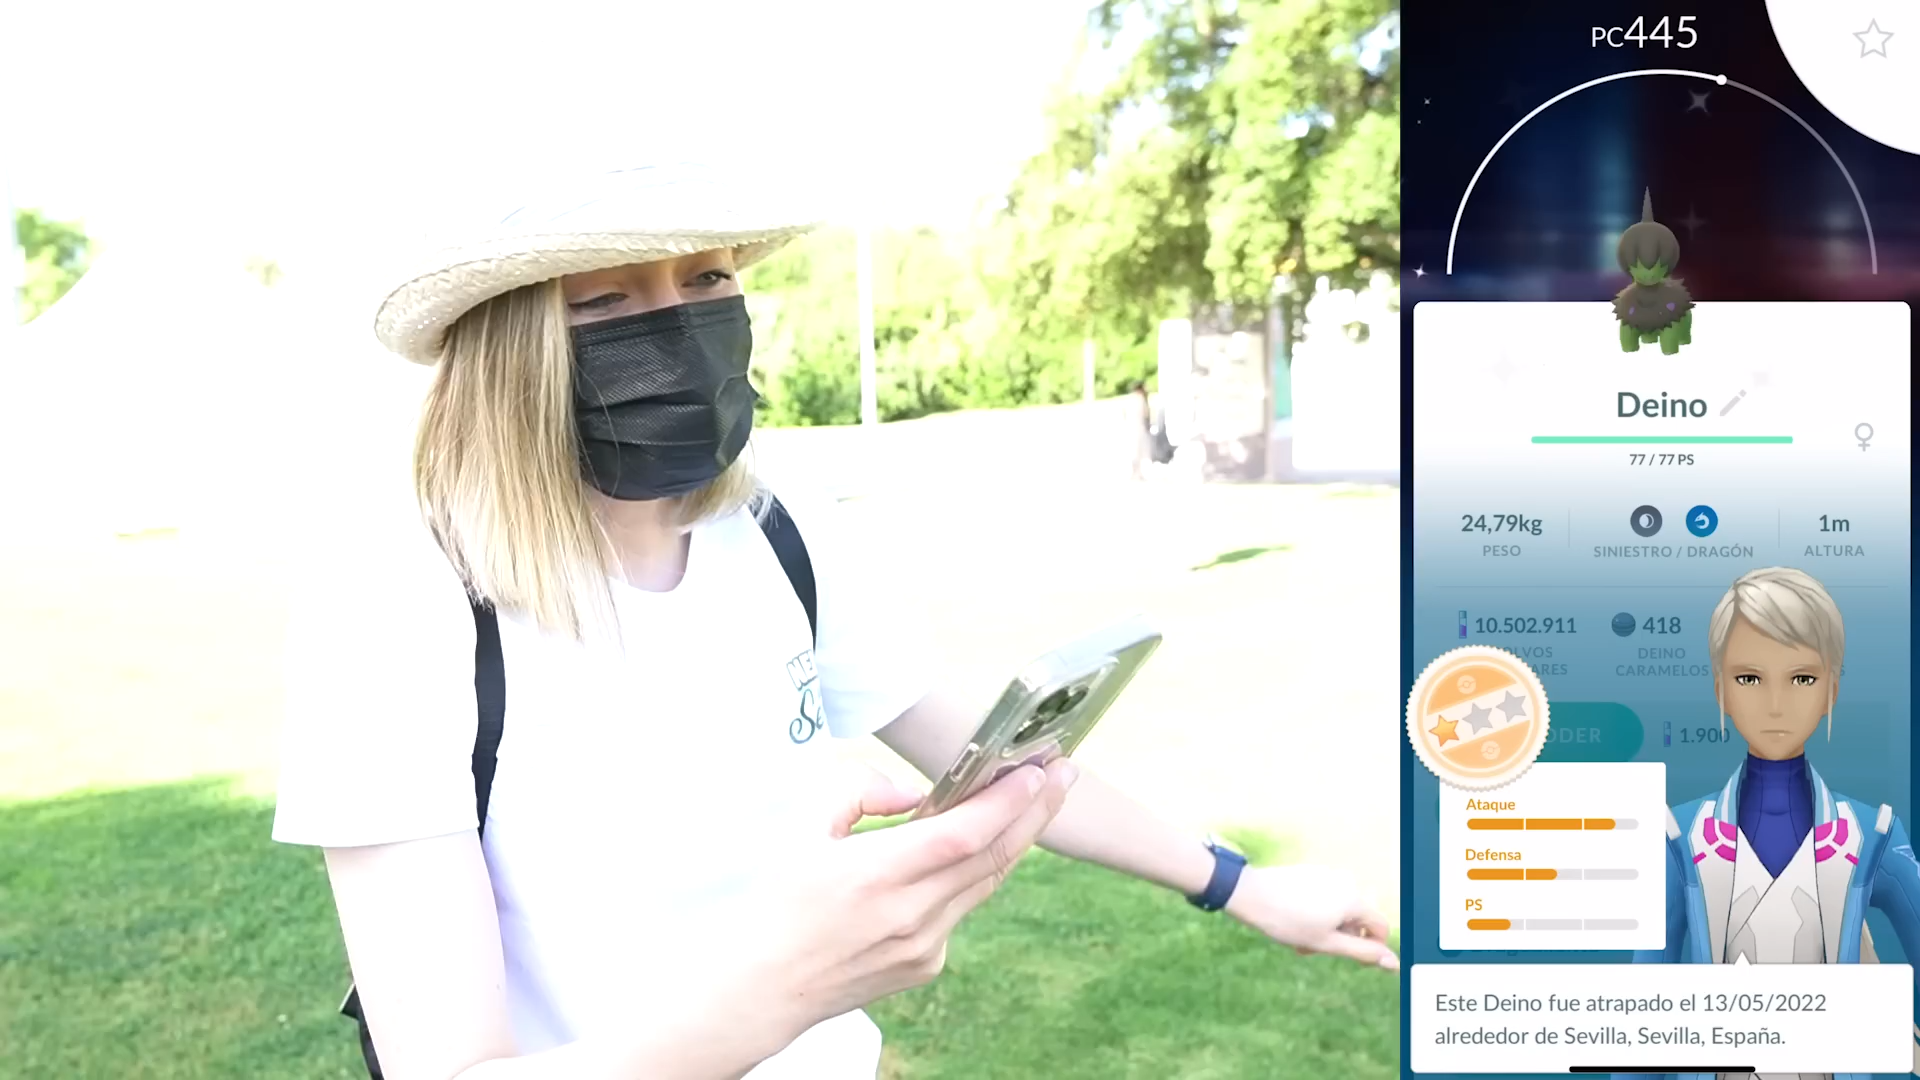 PC445
Deino
77 / 77 PS
24,79kg
PESO
SINIESTRO / DRAGÓN
1m
ALTURA
10.502.911
418
DEINO
CARAMELOS
1.900
Ataque
Defensa
PS
Este Deino fue atrapado el 13/05/2022
alrededor de Sevilla, Sevilla, España.